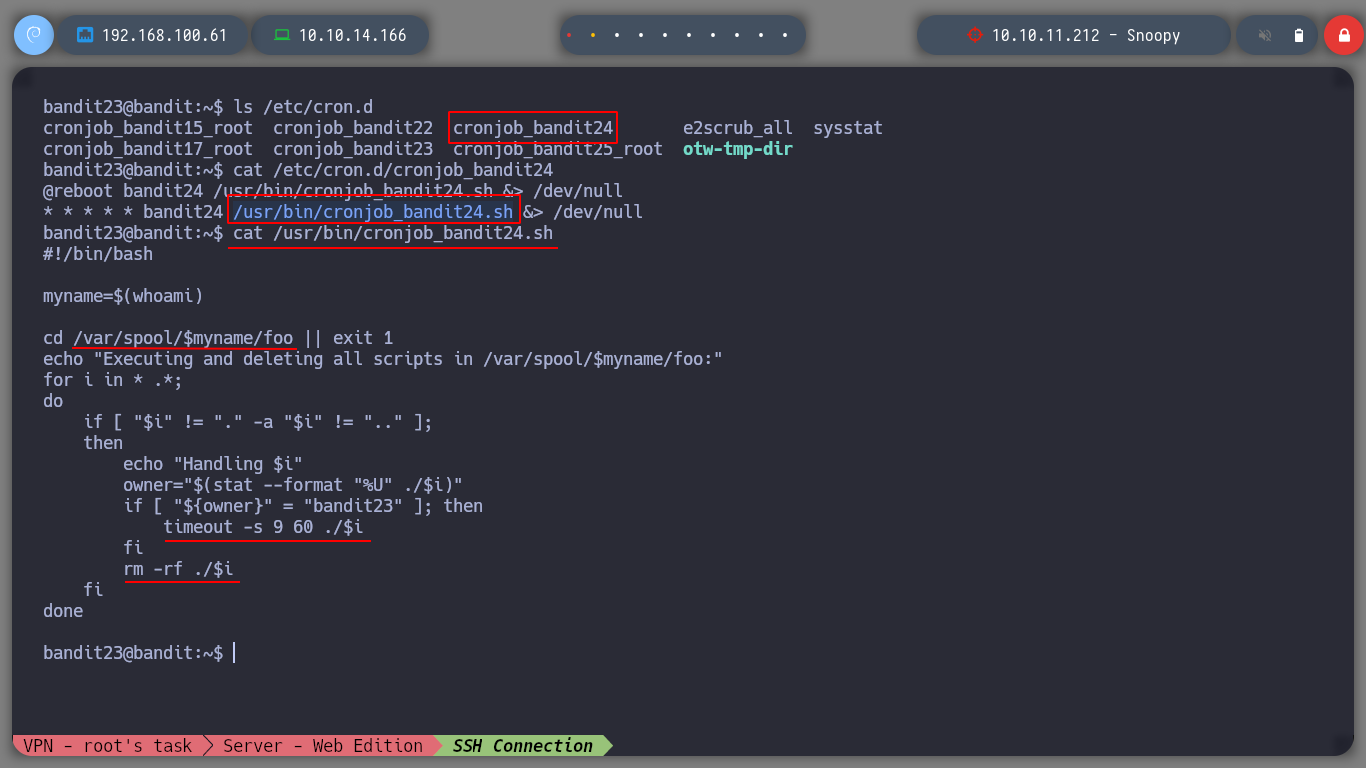 192.168.100.61 10.10.14.166 10.10.11.212 - Snoopy
bandit23@bandit:~$ ls /etc/cron.d
cronjob_bandit15_root  cronjob_bandit22  cronjob_bandit24       e2scrub_all  sysstat
cronjob_bandit17_root  cronjob_bandit23  cronjob_bandit25_root  otw-tmp-dir
bandit23@bandit:~$ cat /etc/cron.d/cronjob_bandit24
@reboot bandit24 /usr/bin/cronjob_bandit24.sh &> /dev/null
* * * * * bandit24 /usr/bin/cronjob_bandit24.sh &> /dev/null
bandit23@bandit:~$ cat /usr/bin/cronjob_bandit24.sh
#!/bin/bash

myname=$(whoami)

cd /var/spool/$myname/foo || exit 1
echo "Executing and deleting all scripts in /var/spool/$myname/foo:"
for i in * .*;
do
    if [ "$i" != "." -a "$i" != ".." ];
    then
        echo "Handling $i"
        owner="$(stat --format "%U" ./$i)"
        if [ "${owner}" = "bandit23" ]; then
            timeout -s 9 60 ./$i
        fi
        rm -rf ./$i
    fi
done

bandit23@bandit:~$
VPN - root's task Server - Web Edition SSH Connection